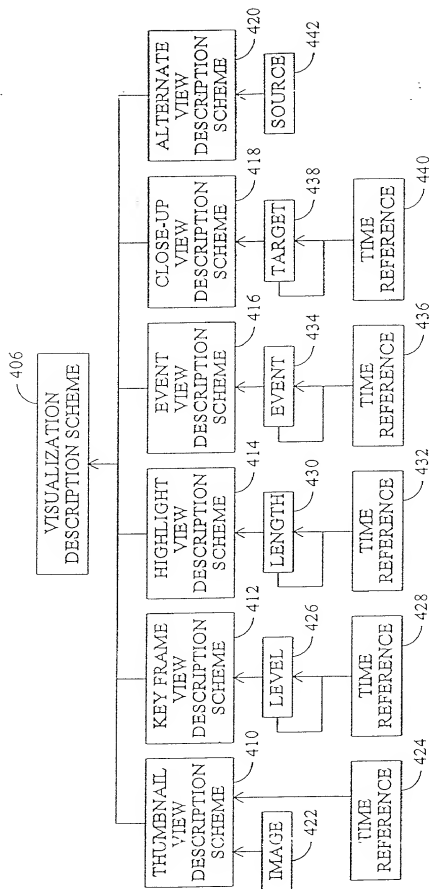 406
VISUALIZATION
DESCRIPTION SCHEME
THUMBNAIL
VIEW
DESCRIPTION
SCHEME
410
KEY FRAME
VIEW
DESCRIPTION
SCHEME
412
HIGHLIGHT
VIEW
DESCRIPTION
SCHEME
414
EVENT
VIEW
DESCRIPTION
SCHEME
416
CLOSE-UP
VIEW
DESCRIPTION
SCHEME
418
ALTERNATE
VIEW
DESCRIPTION
SCHEME
420
IMAGE
422
LEVEL
426
LENGTH
430
EVENT
434
TARGET
438
SOURCE
442
TIME
REFERENCE
424
TIME
REFERENCE
428
TIME
REFERENCE
432
TIME
REFERENCE
436
TIME
REFERENCE
440